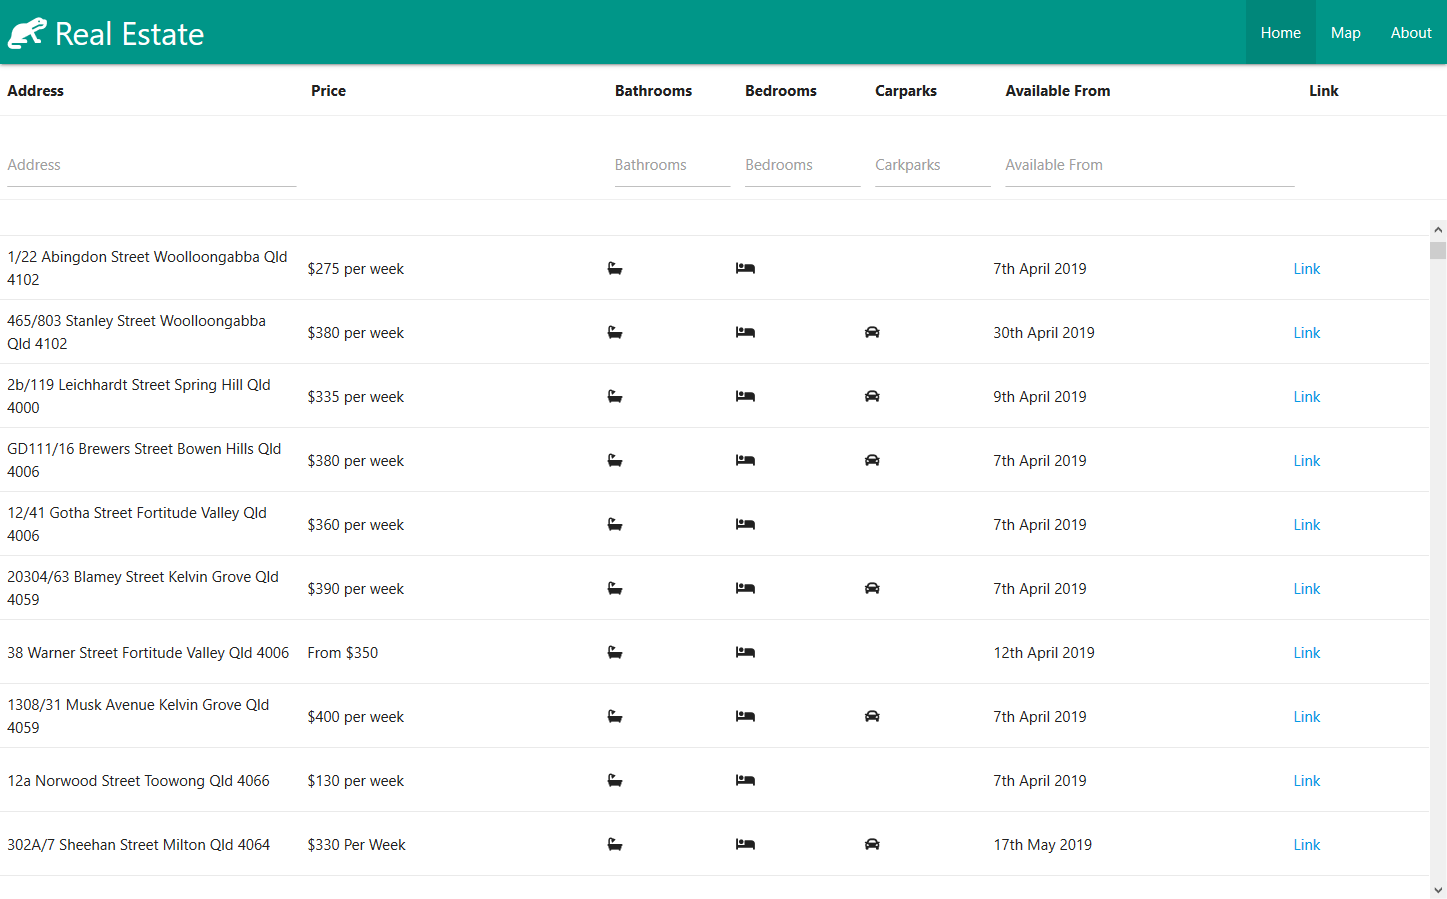 Real Estate
Home Map About
Address Price Bathrooms Bedrooms Carparks Available From Link
Address Bathrooms Bedrooms Carkparks Available From
1/22 Abingdon Street Woolloongabba Qld
4102
$275 per week 7th April 2019 Link
465/803 Stanley Street Woolloongabba
Qld 4102
$380 per week 30th April 2019 Link
2b/119 Leichhardt Street Spring Hill Qld
4000
$335 per week 9th April 2019 Link
GD111/16 Brewers Street Bowen Hills Qld
4006
$380 per week 7th April 2019 Link
12/41 Gotha Street Fortitude Valley Qld
4006
$360 per week 7th April 2019 Link
20304/63 Blamey Street Kelvin Grove Qld
4059
$390 per week 7th April 2019 Link
38 Warner Street Fortitude Valley Qld 4006 From $350 12th April 2019 Link
1308/31 Musk Avenue Kelvin Grove Qld
4059
$400 per week 7th April 2019 Link
12a Norwood Street Toowong Qld 4066 $130 per week 7th April 2019 Link
302A/7 Sheehan Street Milton Qld 4064 $330 Per Week 17th May 2019 Link